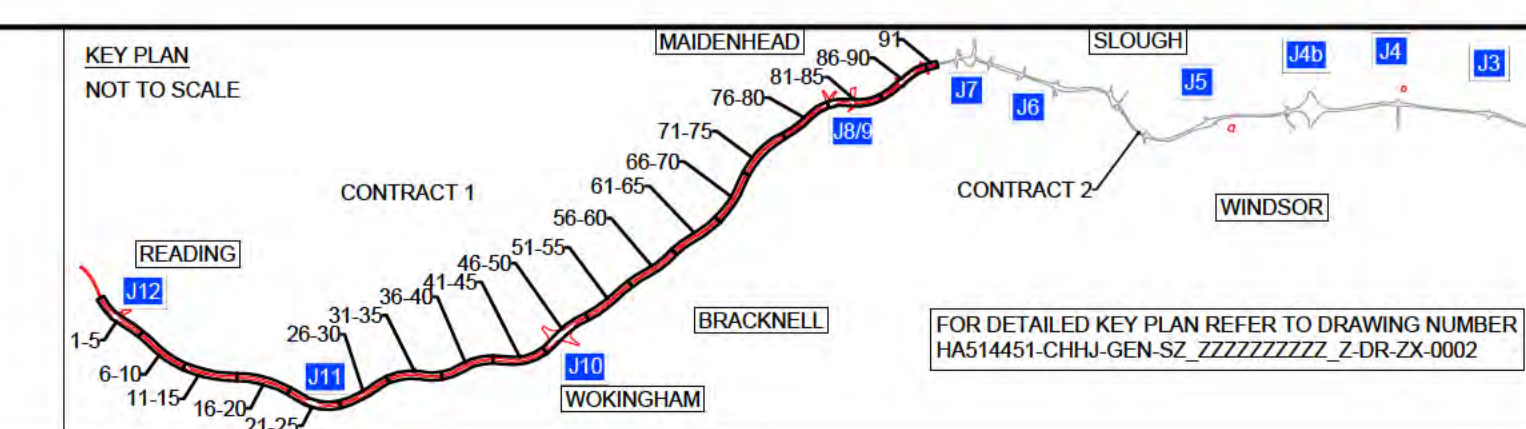 KEY PLAN
NOT TO SCALE
MAIDENHEAD
SLOUGH
91
86-90
81-85
76-80
71-75
66-70
61-65
56-60
51-55
46-50
41-45
36-40
31-35
26-30
J7
J6
J5
J4b
J4
J3
J8/9
CONTRACT 1
CONTRACT 2
WINDSOR
READING
J12
1-5
6-10
11-15
16-20
21-25
J11
J10
WOKINGHAM
BRACKNELL
FOR DETAILED KEY PLAN REFER TO DRAWING NUMBER
HA514451-CHHJ-GEN-SZ_ZZZZZZZZZZ_Z-DR-ZX-0002